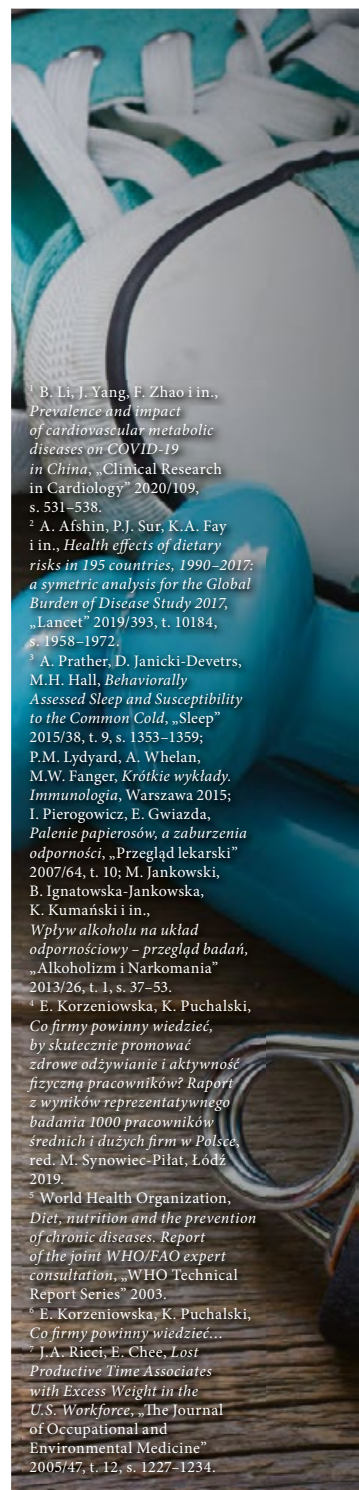 1 B. Li, J. Yang, F. Zhao i in.,
Prevalence and impact
of cardiovascular metabolic
diseases on COVID-19
in China, „Clinical Research
in Cardiology” 2020/109,
s. 531–538.
2 A. Afshin, P.J. Sur, K.A. Fay
i in., Health effects of dietary
risks in 195 countries, 1990–2017:
a symetric analysis for the Global
Burden of Disease Study 2017,
„Lancet” 2019/393, t. 10184,
s. 1958–1972.
3 A. Prather, D. Janicki-Devetrs,
M.H. Hall, Behaviorally
Assessed Sleep and Susceptibility
to the Common Cold, „Sleep”
2015/38, t. 9, s. 1353–1359;
P.M. Lydyard, A. Whelan,
M.W. Fanger, Krótkie wykłady.
Immunologia, Warszawa 2015;
I. Pierogowicz, E. Gwiazda,
Palenie papierosów, a zaburzenia
odporności, „Przegląd lekarski”
2007/64, t. 10; M. Jankowski,
B. Ignatowska-Jankowska,
K. Kumański i in.,
Wpływ alkoholu na układ
odpornościowy – przegląd badań,
„Alkoholizm i Narkomania”
2013/26, t. 1, s. 37–53.
4 E. Korzeniowska, K. Puchalski,
Co firmy powinny wiedzieć,
by skutecznie promować
zdrowe odżywianie i aktywność
fizyczną pracowników? Raport
z wyników reprezentatywnego
badania 1000 pracowników
średnich i dużych firm w Polsce,
red. M. Synowiec-Piłat, Łódź
2019.
5 World Health Organization,
Diet, nutrition and the prevention
of chronic diseases. Report
of the joint WHO/FAO expert
consultation, „WHO Technical
Report Series” 2003.
6 E. Korzeniowska, K. Puchalski,
Co firmy powinny wiedzieć…
7 J.A. Ricci, E. Chee, Lost
Productive Time Associates
with Excess Weight in the
U.S. Workforce, „The Journal
of Occupational and
Environmental Medicine”
2005/47, t. 12, s. 1227–1234.